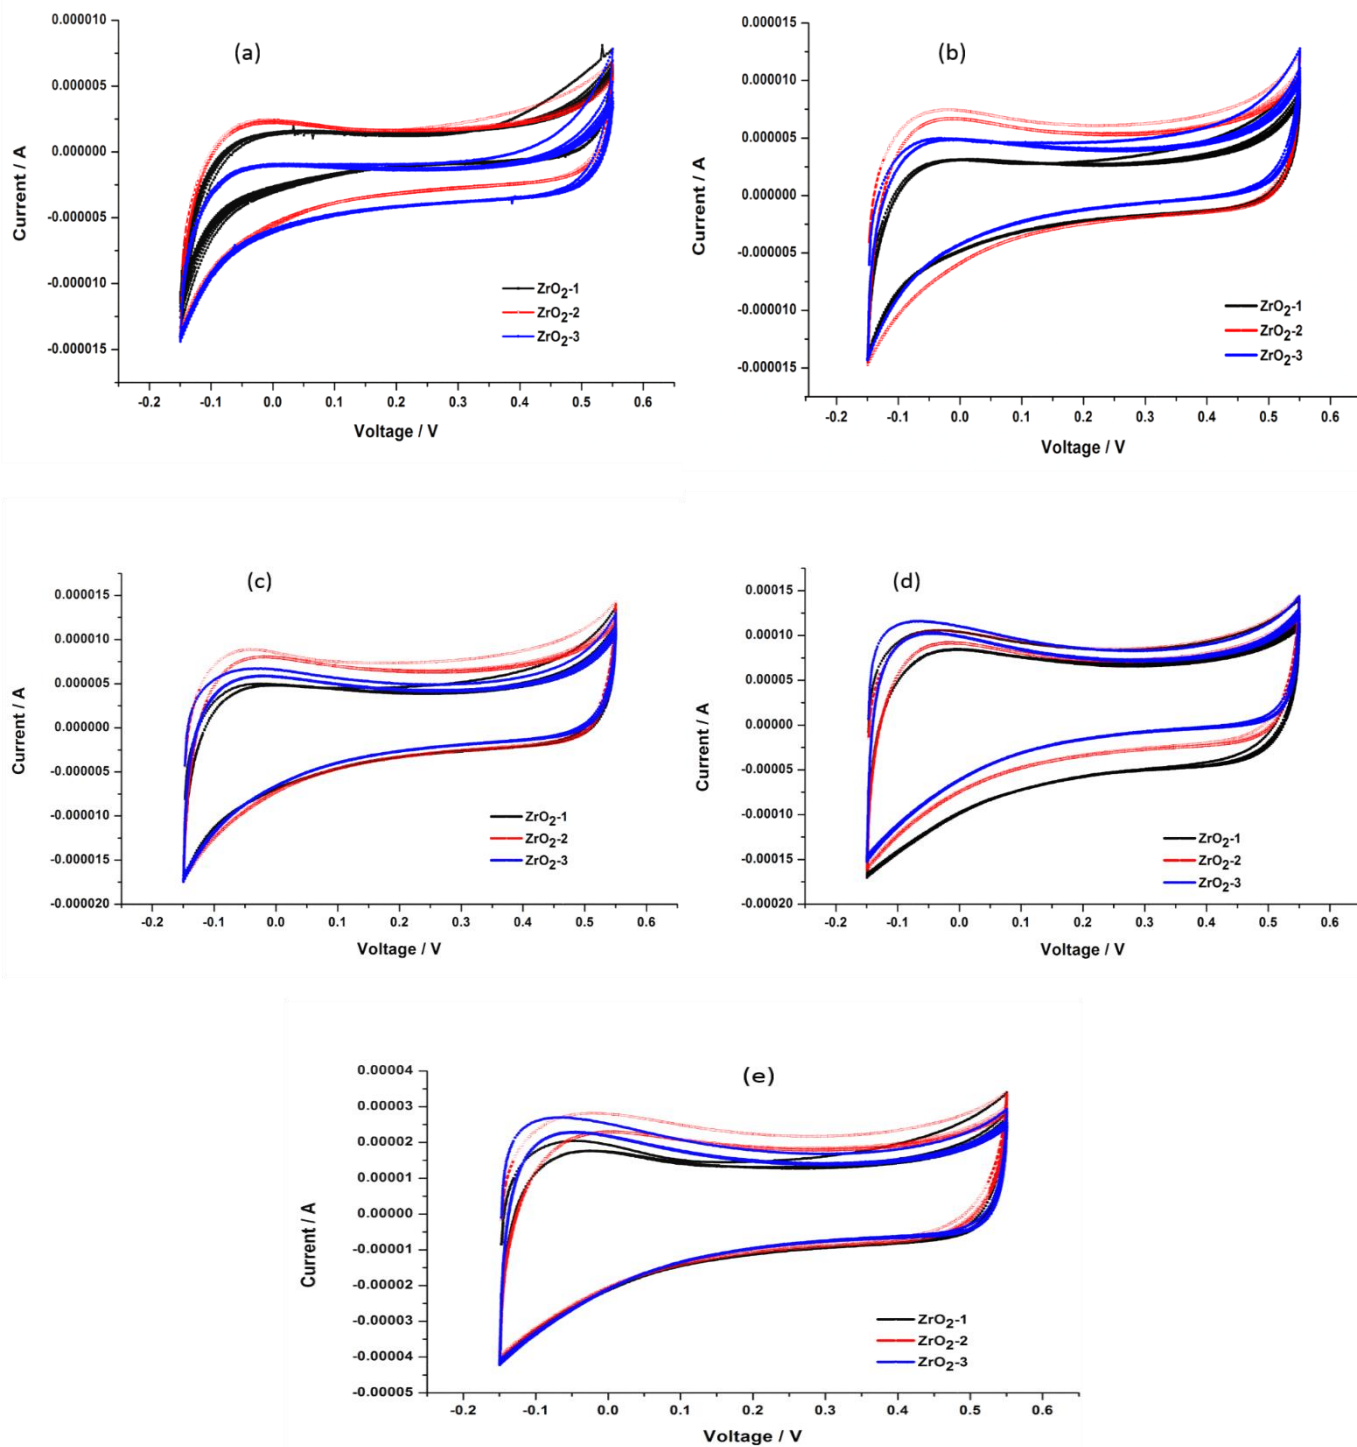 (a)
0.000010
0.000005
0.000000
-0.000005
-0.000010
-0.000015
Current / A
-0.2 -0.1 0.0 0.1 0.2 0.3 0.4 0.5 0.6
Voltage / V
ZrO2-1
ZrO2-2
ZrO2-3
(b)
0.000015
0.000010
0.000005
0.000000
-0.000005
-0.000010
-0.000015
Current / A
-0.2 -0.1 0.0 0.1 0.2 0.3 0.4 0.5 0.6
Voltage / V
ZrO2-1
ZrO2-2
ZrO2-3
(c)
0.000015
0.000010
0.000005
0.000000
-0.000005
-0.000010
-0.000015
-0.000020
Current / A
-0.2 -0.1 0.0 0.1 0.2 0.3 0.4 0.5 0.6
Voltage / V
ZrO2-1
ZrO2-2
ZrO2-3
(d)
0.00015
0.00010
0.00005
0.00000
-0.00005
-0.00010
-0.00015
-0.00020
Current / A
-0.2 -0.1 0.0 0.1 0.2 0.3 0.4 0.5 0.6
Voltage / V
ZrO2-1
ZrO2-2
ZrO2-3
(e)
0.00004
0.00003
0.00002
0.00001
0.00000
-0.00001
-0.00002
-0.00003
-0.00004
-0.00005
Current / A
-0.2 -0.1 0.0 0.1 0.2 0.3 0.4 0.5 0.6
Voltage / V
ZrO2-1
ZrO2-2
ZrO2-3